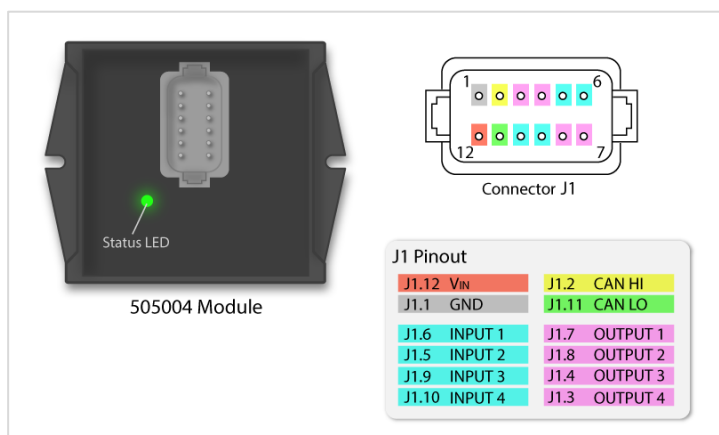 Status LED
505004 Module
1 6
12 7
Connector J1
J1 Pinout
J1.12 VIN J1.2 CAN HI
J1.1 GND J1.11 CAN LO
J1.6 INPUT 1 J1.7 OUTPUT 1
J1.5 INPUT 2 J1.8 OUTPUT 2
J1.9 INPUT 3 J1.4 OUTPUT 3
J1.10 INPUT 4 J1.3 OUTPUT 4